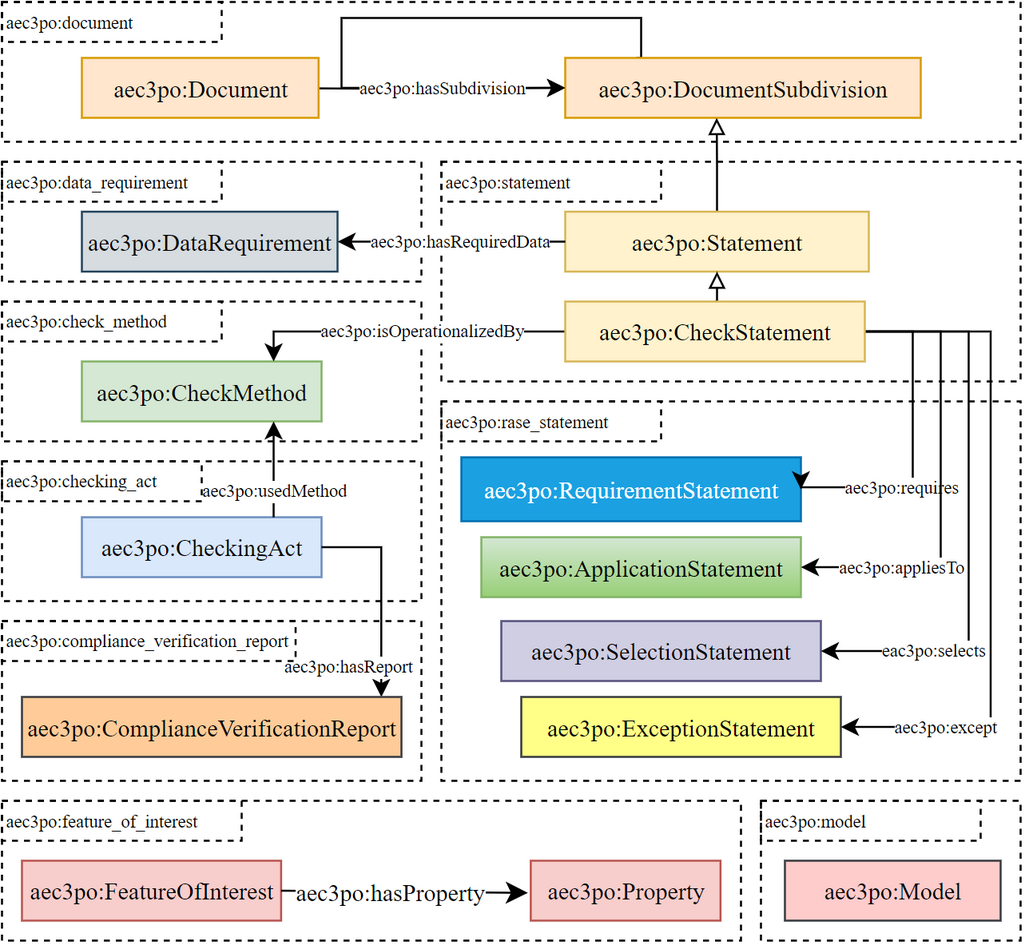 aec3po:document
aec3po:Document
aec3po:hasSubdivision
aec3po:DocumentSubdivision
aec3po:data_requirement
aec3po:statement
aec3po:DataRequirement
aec3po:hasRequiredData
aec3po:Statement
aec3po:check_method
aec3po:isOperationalizedBy
aec3po:CheckStatement
aec3po:CheckMethod
aec3po:rase_statement
aec3po:checking_act
aec3po:usedMethod
aec3po:RequirementStatement
aec3po:requires
aec3po:CheckingAct
aec3po:ApplicationStatement
aec3po:appliesTo
aec3po:compliance_verification_report
aec3po:hasReport
aec3po:SelectionStatement
eac3po:selects
aec3po:ComplianceVerificationReport
aec3po:ExceptionStatement
aec3po:except
aec3po:feature_of_interest
aec3po:model
aec3po:FeatureOfInterest
aec3po:hasProperty
aec3po:Property
aec3po:Model